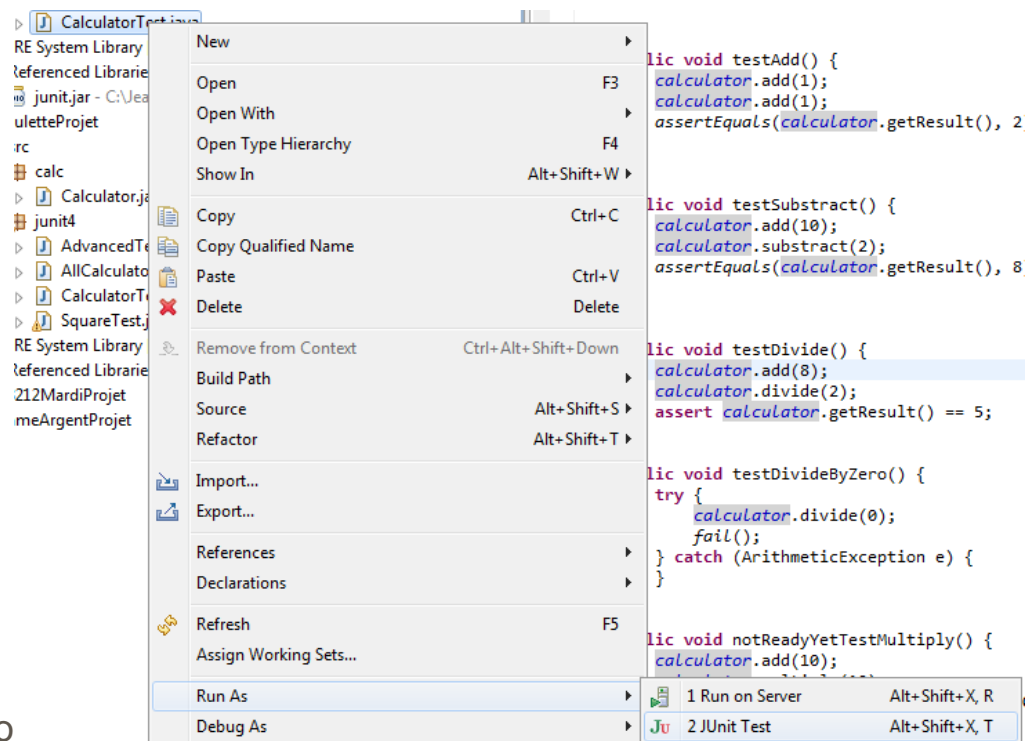 CalculatorTest.java
RE System Library
Referenced Librarie
junit.jar - C:\Jea
uletteProjet
src
calc
Calculator.ja
junit4
AdvancedTe
AllCalculato
CalculatorTe
SquareTest.j
RE System Library
Referenced Librarie
212MardiProjet
meArgentProjet
New
Open F3
Open With
Open Type Hierarchy F4
Show In Alt+Shift+W
Copy Ctrl+C
Copy Qualified Name
Paste Ctrl+V
Delete Delete
Remove from Context Ctrl+Alt+Shift+Down
Build Path
Source Alt+Shift+S
Refactor Alt+Shift+T
Import...
Export...
References
Declarations
Refresh F5
Assign Working Sets...
Run As
Debug As
1 Run on Server Alt+Shift+X, R
2 JUnit Test Alt+Shift+X, T
lic void testAdd() {
calculator.add(1);
calculator.add(1);
assertEquals(calculator.getResult(), 2)
lic void testSubstract() {
calculator.add(10);
calculator.substract(2);
assertEquals(calculator.getResult(), 8)
lic void testDivide() {
calculator.add(8);
calculator.divide(2);
assert calculator.getResult() == 5;
lic void testDivideByZero() {
try {
calculator.divide(0);
fail();
} catch (ArithmeticException e) {
}
lic void notReadyYetTestMultiply() {
calculator.add(10);